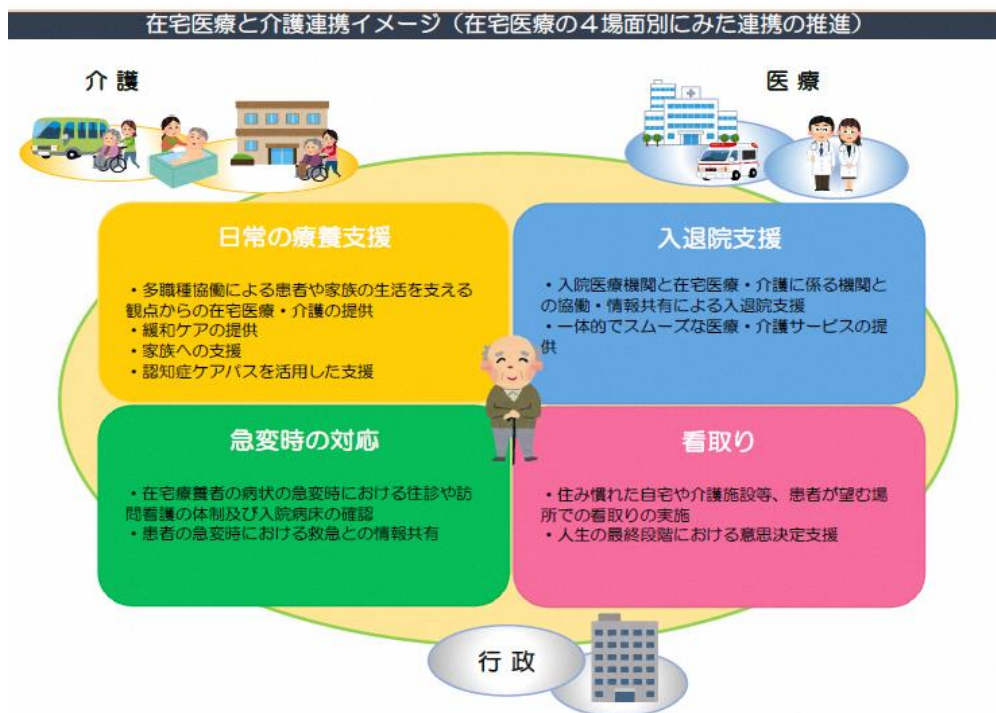 在宅医療と介護連携イメージ（在宅医療の４場面別にみた連携の推進）
介 護
医 療
日常の療養支援
・多職種協働による患者や家族の生活を支える
観点からの在宅医療・介護の提供
・緩和ケアの提供
・家族への支援
・認知症ケアパスを活用した支援
入退院支援
・入院医療機関と在宅医療・介護に係る機関と
の協働・情報共有による入退院支援
・一体的でスムーズな医療・介護サービスの提
供
急変時の対応
・在宅療養者の病状の急変時における往診や訪
問看護の体制及び入院病床の確認
・患者の急変時における救急との情報共有
看取り
・住み慣れた自宅や介護施設等、患者が望む場
所での看取りの実施
・人生の最終段階における意思決定支援
行 政